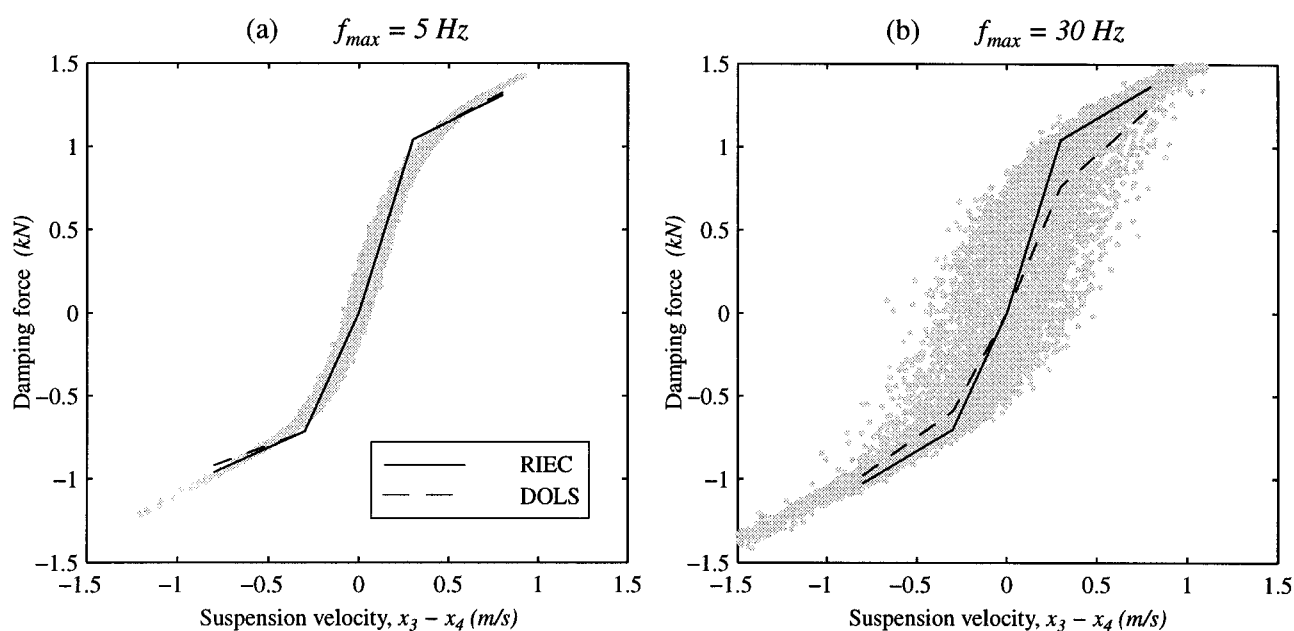 (a) f_max = 5 Hz
(b) f_max = 30 Hz
1.5
1
0.5
0
−0.5
−1
−1.5
Damping force (kN)
−1.5 −1 −0.5 0 0.5 1 1.5
Suspension velocity, x_3 − x_4 (m/s)
RIEC
DOLS
1.5
1
0.5
0
−0.5
−1
−1.5
Damping force (kN)
−1.5 −1 −0.5 0 0.5 1 1.5
Suspension velocity, x_3 − x_4 (m/s)